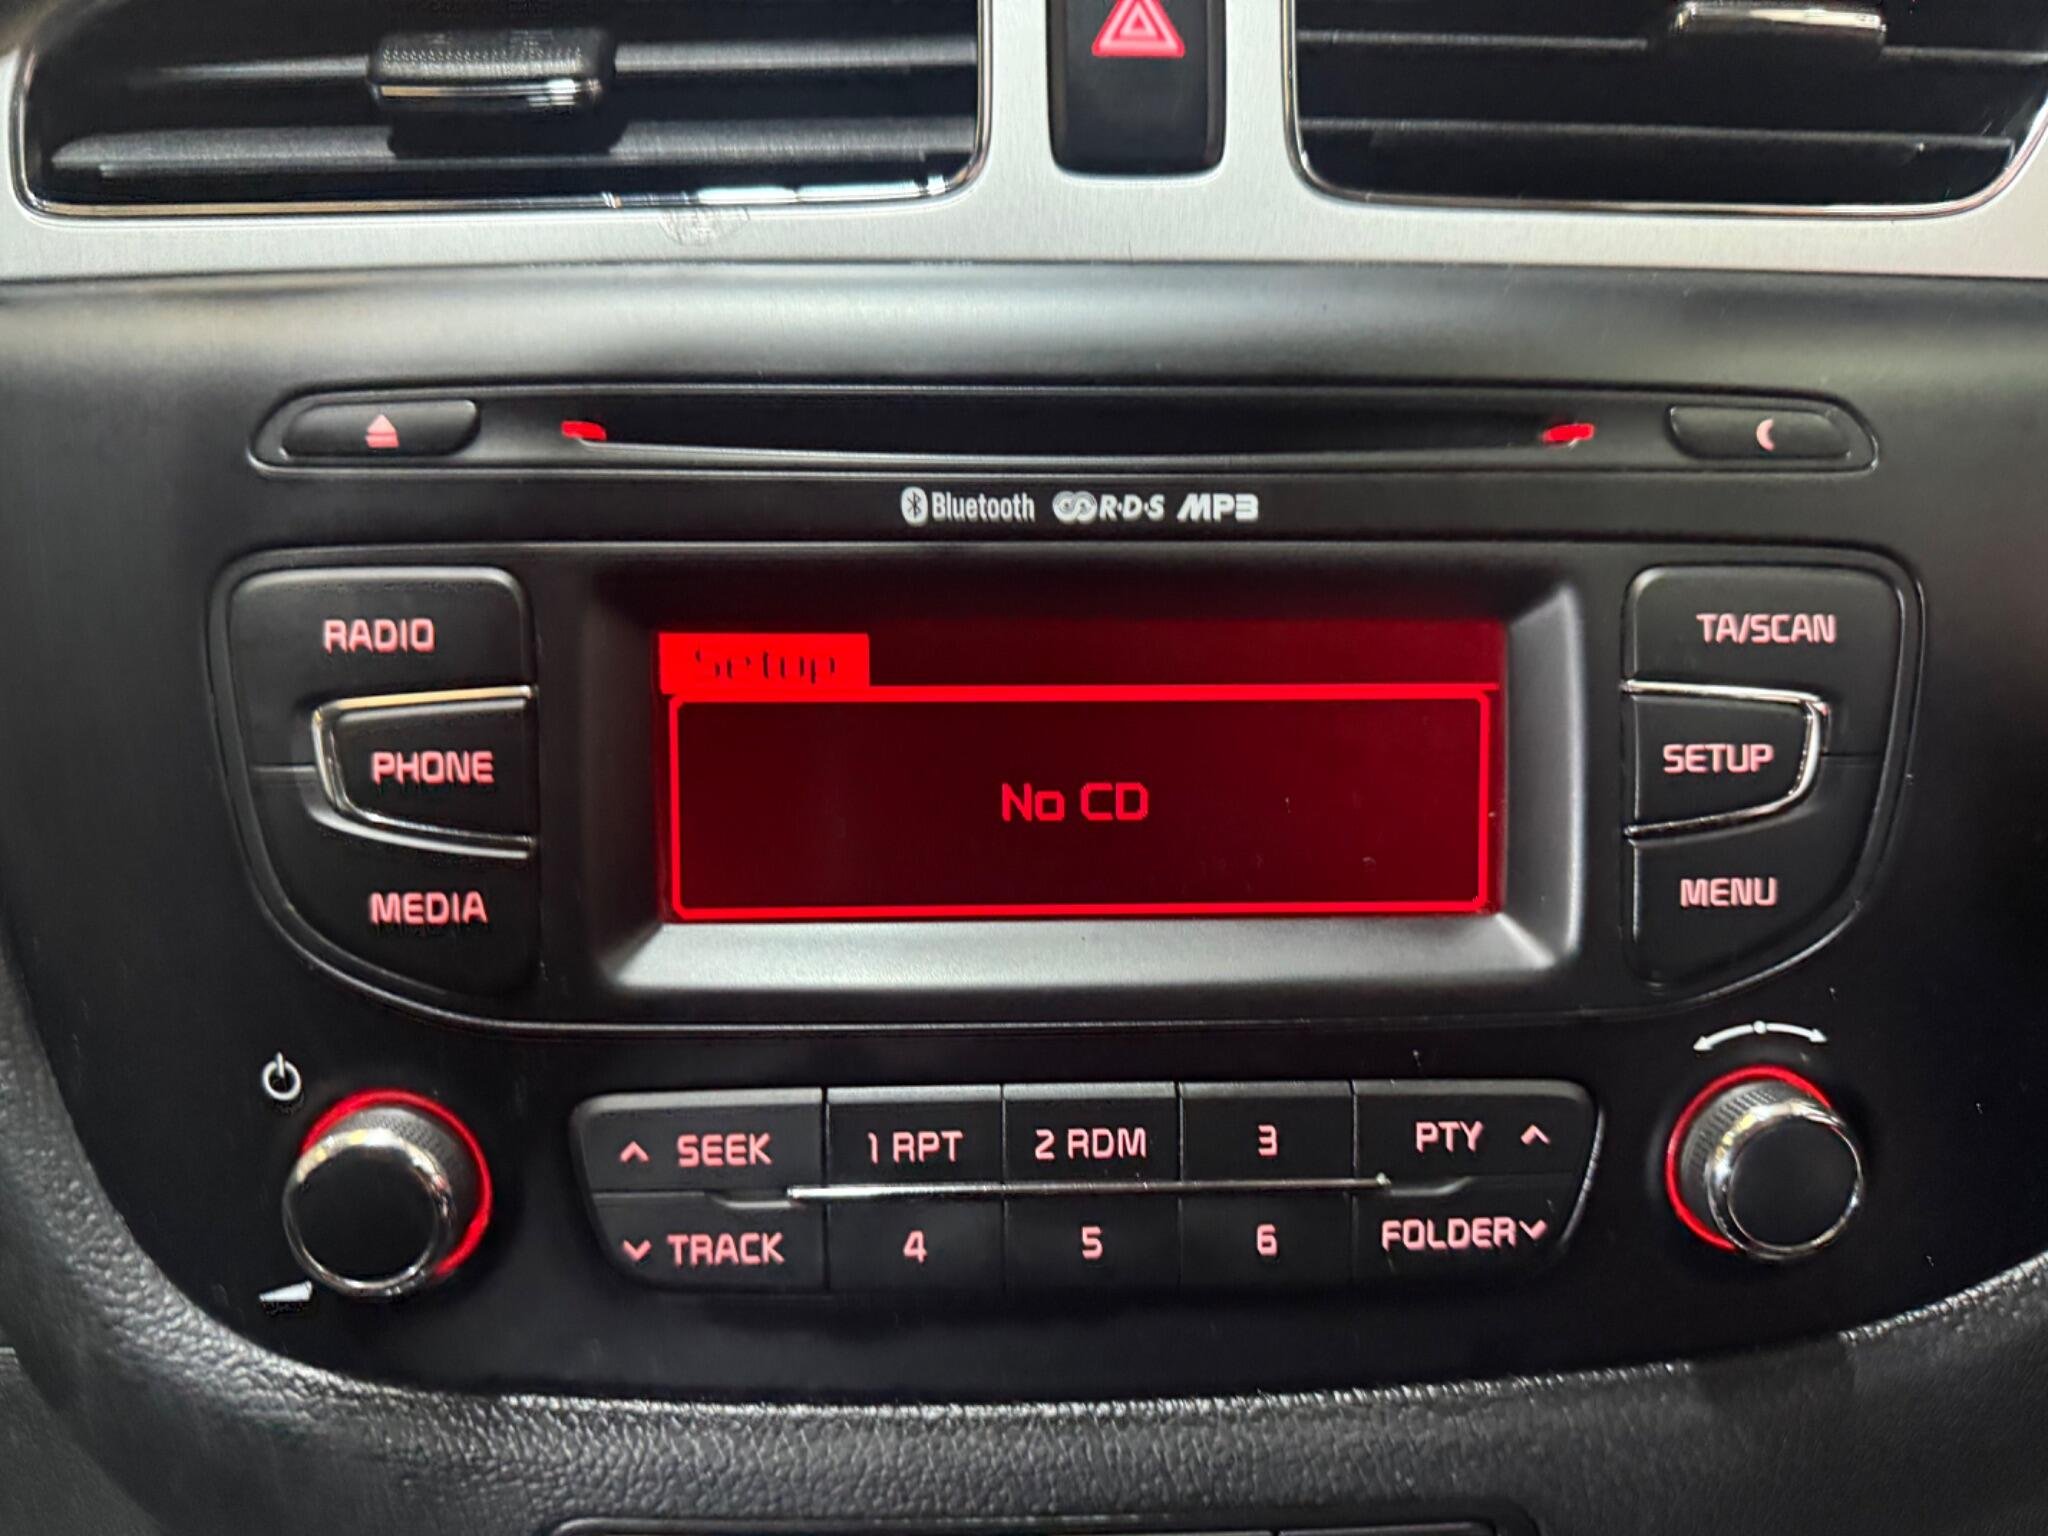 Bluetooth R·D·S MP3
RADIO
TA/SCAN
Setup
PHONE
No CD
SETUP
MEDIA
MENU
SEEK
1 RPT
2 RDM
3
PTY
TRACK
4
5
6
FOLDER